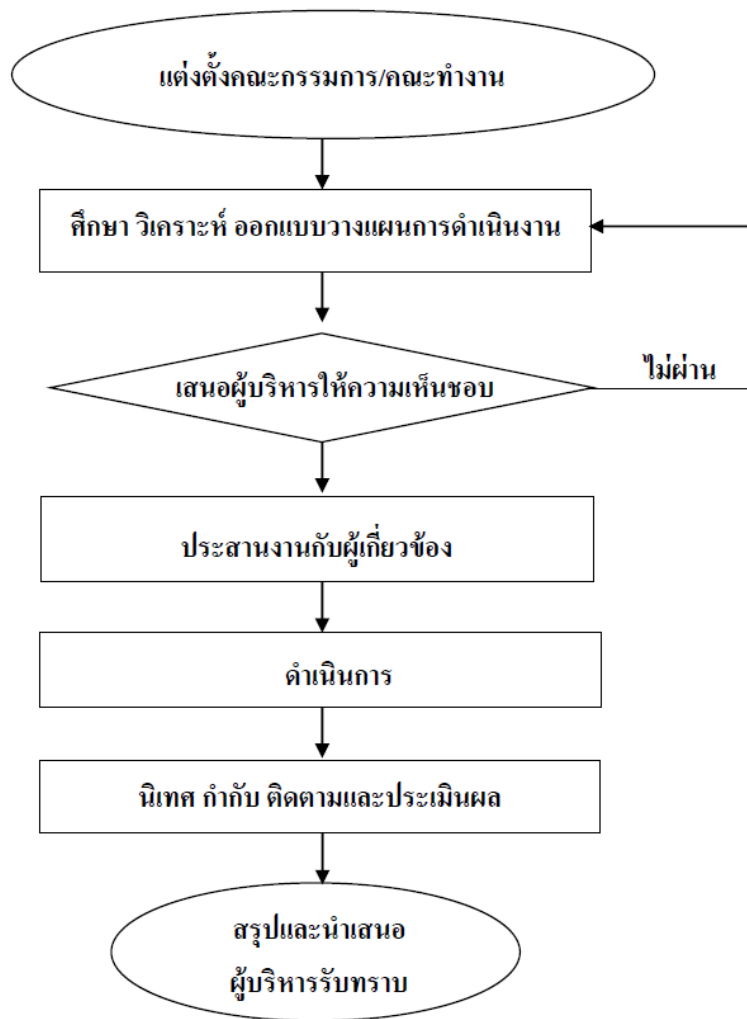 แต่งตั้งคณะกรรมการ/คณะทำงาน
ศึกษา วิเคราะห์ ออกแบบวางแผนการดำเนินงาน
เสนอผู้บริหารให้ความเห็นชอบ
ไม่ผ่าน
ประสานงานกับผู้เกี่ยวข้อง
ดำเนินการ
นิเทศ กำกับ ติดตามและประเมินผล
สรุปและนำเสนอ
ผู้บริหารรับทราบ